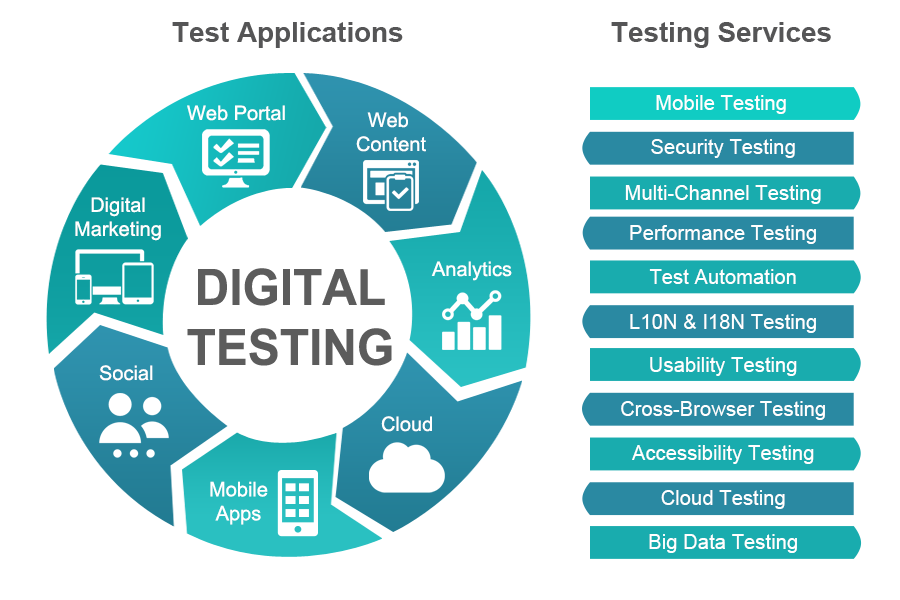 Test Applications
Testing Services
Web Portal
Web
Content
Analytics
Cloud
Mobile
Apps
Social
Digital
Marketing
DIGITAL
TESTING
Mobile Testing
Security Testing
Multi-Channel Testing
Performance Testing
Test Automation
L10N & I18N Testing
Usability Testing
Cross-Browser Testing
Accessibility Testing
Cloud Testing
Big Data Testing